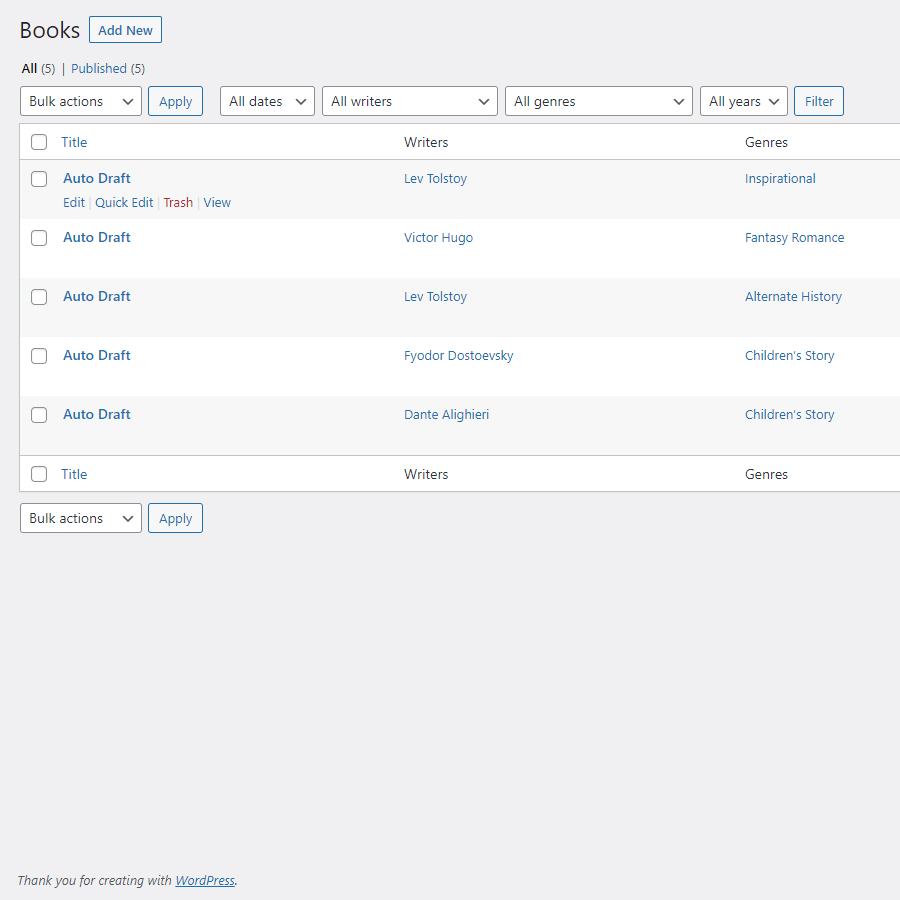 Books Add New
All (5) | Published (5)
Bulk actions Apply All dates All writers All genres All years Filter
Title Writers Genres
Auto Draft Lev Tolstoy Inspirational
Edit | Quick Edit | Trash | View
Auto Draft Victor Hugo Fantasy Romance
Auto Draft Lev Tolstoy Alternate History
Auto Draft Fyodor Dostoevsky Children's Story
Auto Draft Dante Alighieri Children's Story
Title Writers Genres
Bulk actions Apply
Thank you for creating with WordPress.